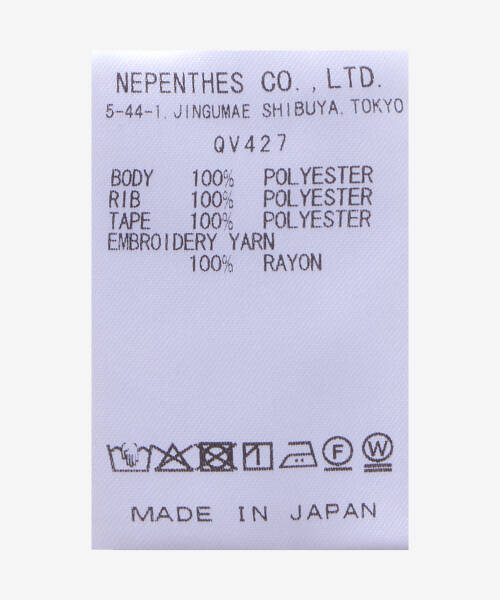 NEPENTHES CO.,LTD.
5-44-1, JINGUMAE SHIBUYA, TOKYO
QV427
BODY 100% POLYESTER
RIB 100% POLYESTER
TAPE 100% POLYESTER
EMBROIDERY YARN
100% RAYON
F W
MADE IN JAPAN